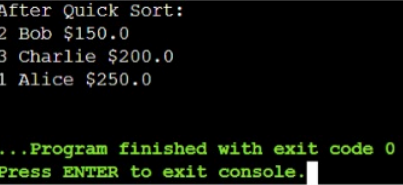 After Quick Sort:
2 Bob $150.0
3 Charlie $200.0
1 Alice $250.0
...Program finished with exit code 0
Press ENTER to exit console.